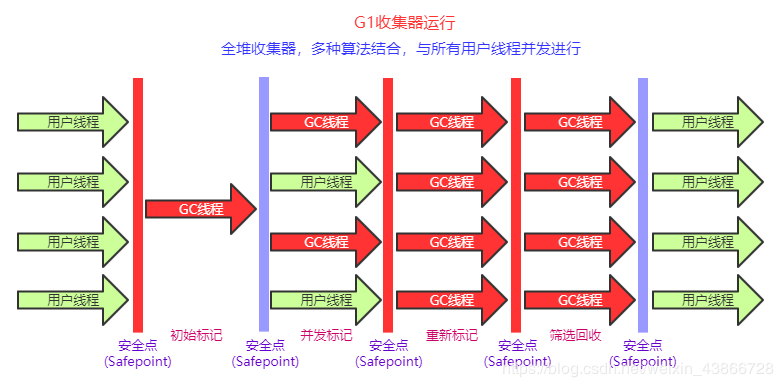 G1收集器运行
全堆收集器，多种算法结合，与所有用户线程并发进行
用户线程 GC线程 GC线程 GC线程 用户线程
用户线程 用户线程 GC线程 GC线程 用户线程
GC线程
用户线程 GC线程 GC线程 GC线程 用户线程
用户线程 用户线程 GC线程 GC线程 用户线程
初始标记 并发标记 重新标记 筛选回收
安全点 安全点 安全点 安全点 安全点
(Safepoint) (Safepoint) (Safepoint) (Safepoint) (Safepoint)
https://blog.csdn.net/weixin_43866728